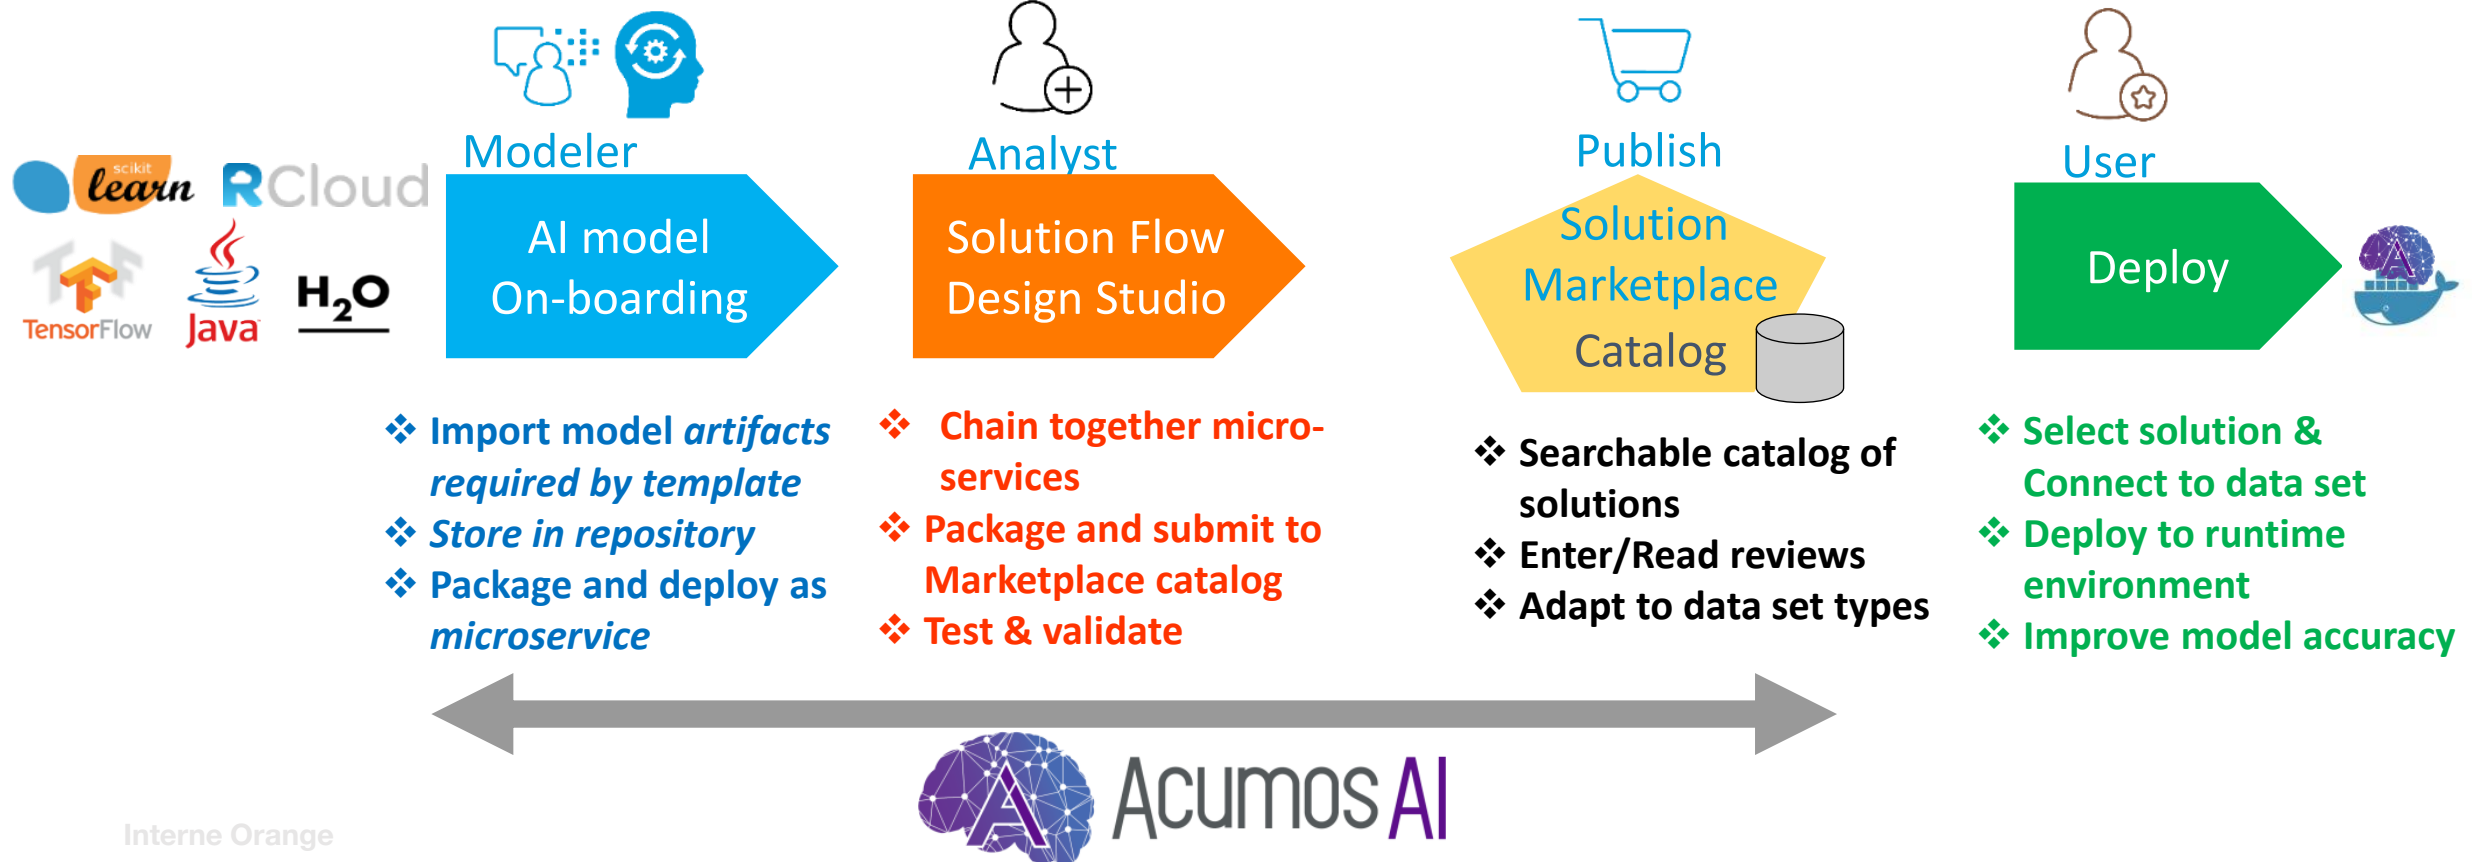 scikit
learn
RCloud
TensorFlow
Java
H2O
Modeler
AI model
On-boarding
❖ Import model artifacts
required by template
❖ Store in repository
❖ Package and deploy as
microservice
Analyst
Solution Flow
Design Studio
❖ Chain together micro-
services
❖ Package and submit to
Marketplace catalog
❖ Test & validate
Publish
Solution
Marketplace
Catalog
❖ Searchable catalog of
solutions
❖ Enter/Read reviews
❖ Adapt to data set types
User
Deploy
❖ Select solution &
Connect to data set
❖ Deploy to runtime
environment
❖ Improve model accuracy
Acumos AI
Interne Orange